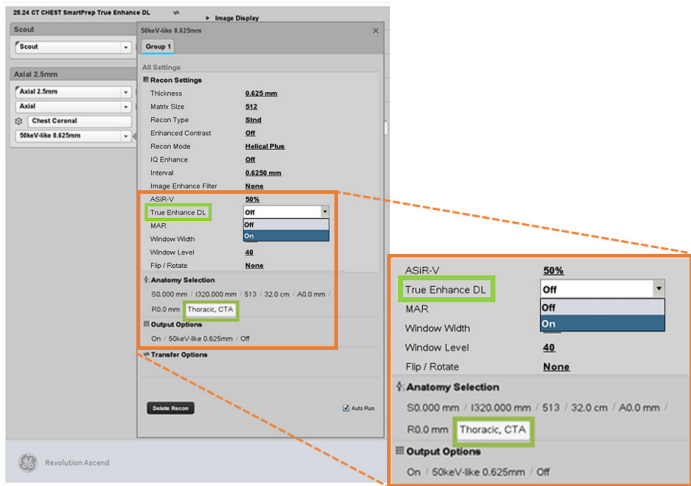 25.24 CT CHEST SmartPrep True Enhance DL
Image Display
Scout
Scout
Axial 2.5mm
Axial 2.5mm
Axial
Chest Coronal
50keV-like 0.625mm
50keV-like 0.625mm
Group 1
All Settings
Recon Settings
Thickness 0.625 mm
Matrix Size 512
Recon Type Stnd
Enhanced Contrast Off
Recon Mode Helical Plus
IQ Enhance Off
Interval 0.6250 mm
Image Enhance Filter None
ASiR-V 50%
True Enhance DL Off
MAR Off
On
Window Width
Window Level 40
Flip / Rotate None
Anatomy Selection
S0.000 mm / I320.000 mm / 513 / 32.0 cm / A0.0 mm /
R0.0 mm Thoracic, CTA
Output Options
On / 50keV-like 0.625mm / Off
Transfer Options
Delete Recon
Auto Run
Revolution Ascend
ASiR-V 50%
True Enhance DL Off
MAR Off
On
Window Width
Window Level 40
Flip / Rotate None
Anatomy Selection
S0.000 mm / I320.000 mm / 513 / 32.0 cm / A0.0 mm /
R0.0 mm Thoracic, CTA
Output Options
On / 50keV-like 0.625mm / Off